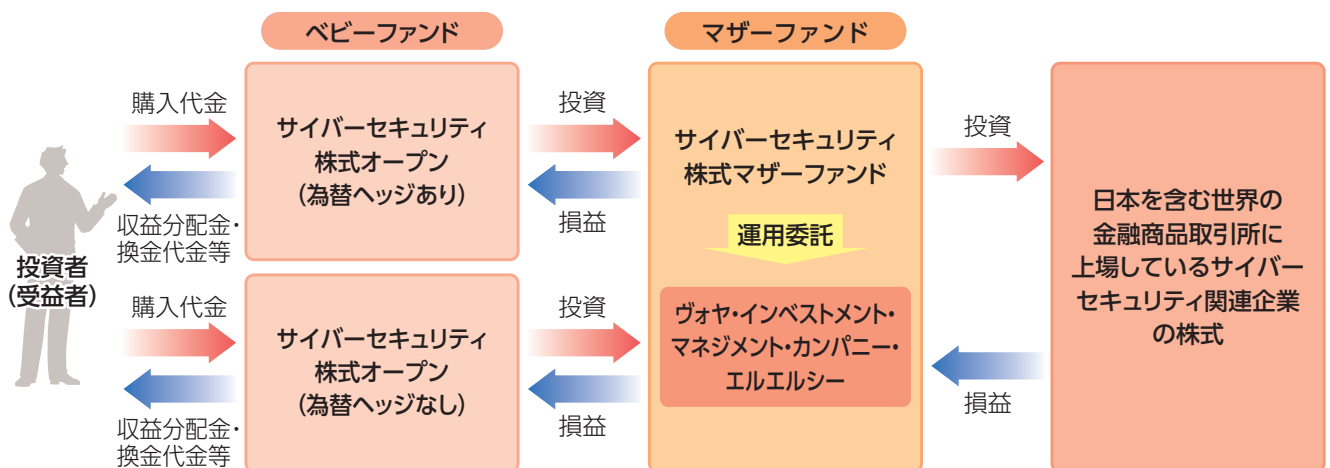 ベビーファンド
マザーファンド
購入代金
収益分配金・
換金代金等
サイバーセキュリティ
株式オープン
(為替ヘッジあり)
投資
損益
サイバーセキュリティ
株式マザーファンド
運用委託
ヴォヤ・インベストメント・
マネジメント・カンパニー・
エルエルシー
投資
損益
日本を含む世界の
金融商品取引所に
上場しているサイバー
セキュリティ関連企業
の株式
投資者
(受益者)
購入代金
収益分配金・
換金代金等
サイバーセキュリティ
株式オープン
(為替ヘッジなし)
投資
損益